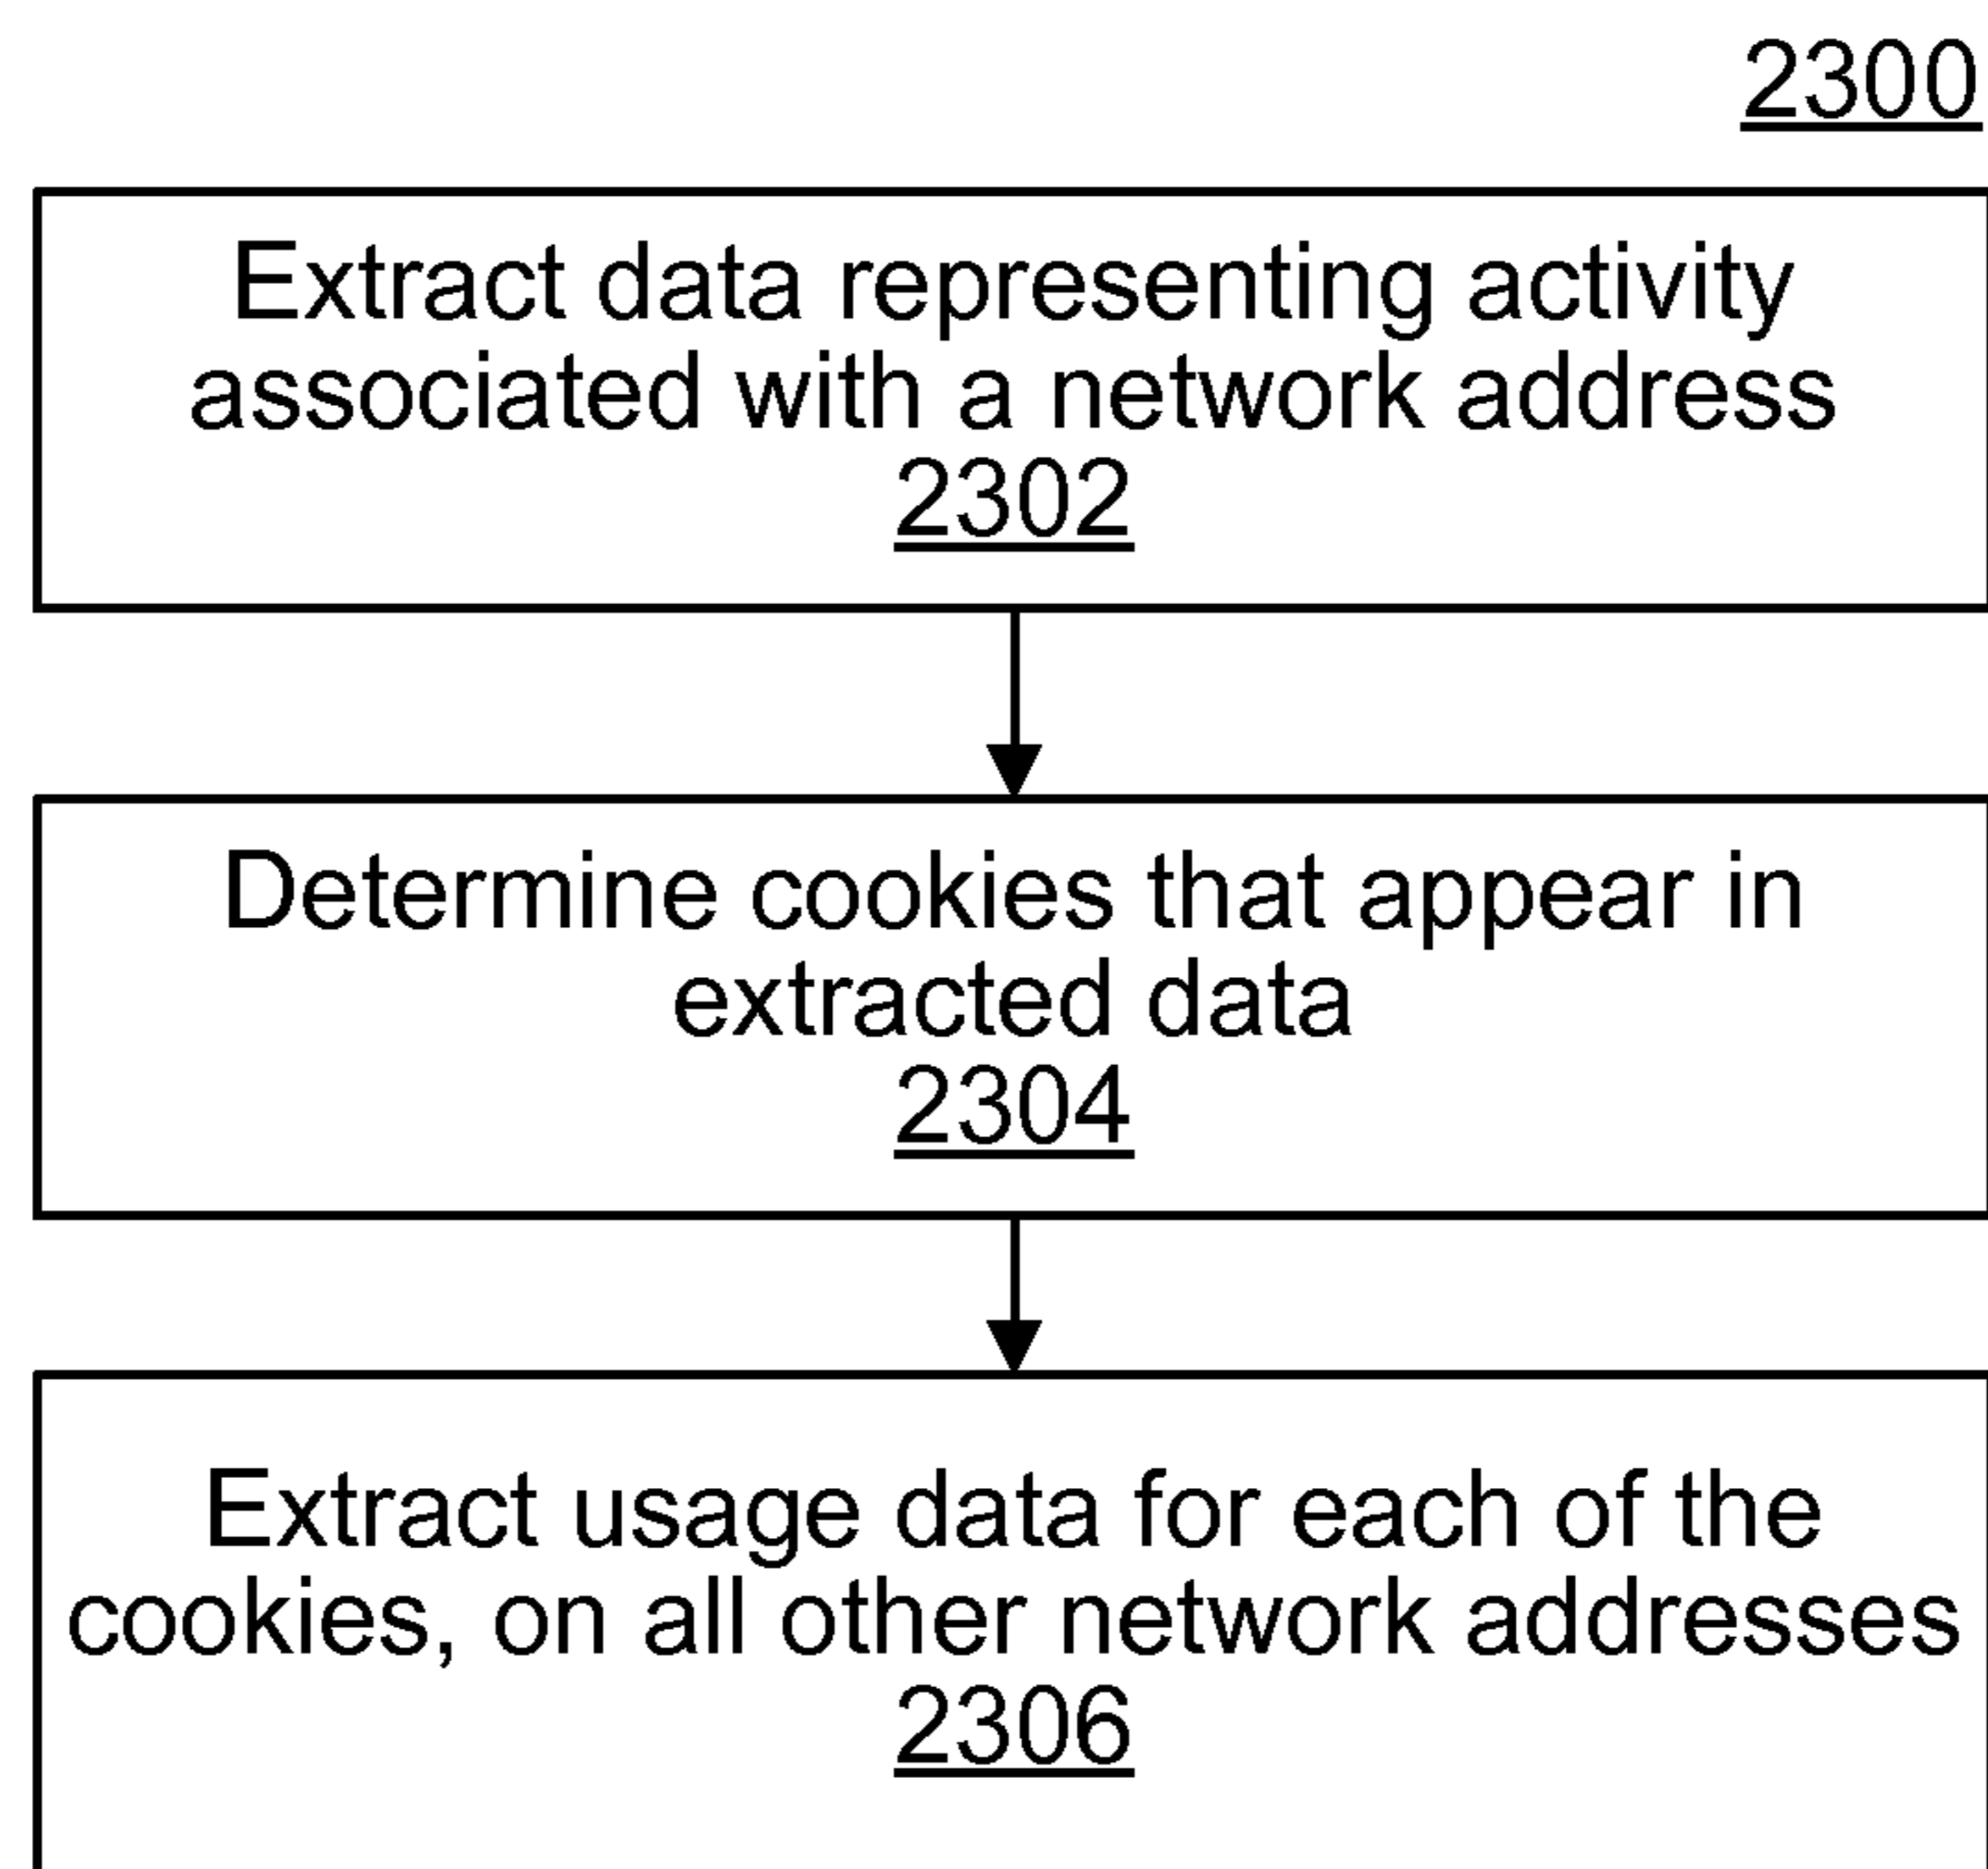 2300
Extract data representing activity
associated with a network address
2302
Determine cookies that appear in
extracted data
2304
Extract usage data for each of the
cookies, on all other network addresses
2306